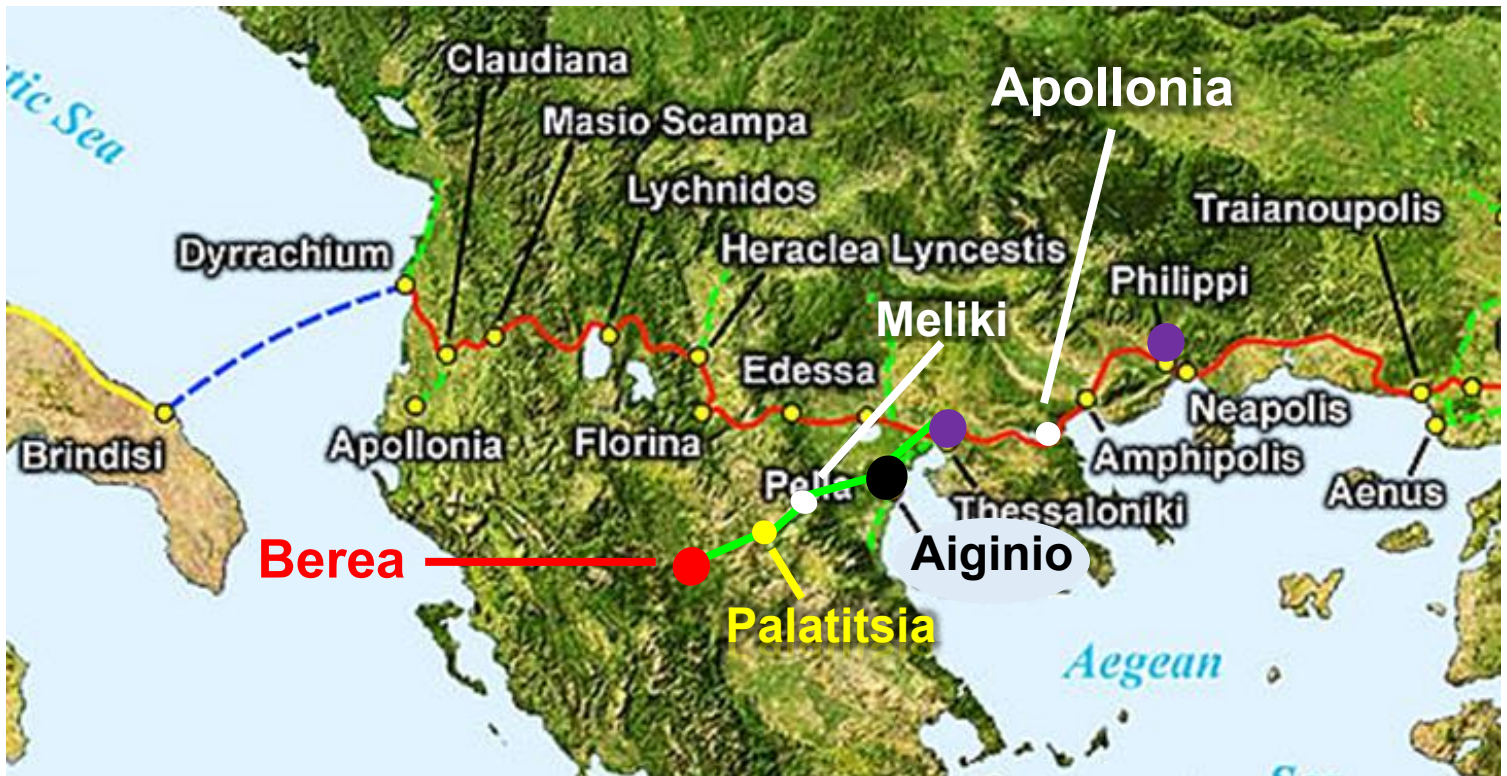 Claudiana
Apollonia
tic Sea
Masio Scampa
Lychnidos
Traianoupolis
Dyrrachium
Heraclea Lyncestis
Philippi
Meliki
Edessa
Neapolis
Brindisi
Apollonia
Florina
Amphipolis
Pella
Aenus
Thessaloniki
Berea
Aiginio
Palatitsia
Aegean